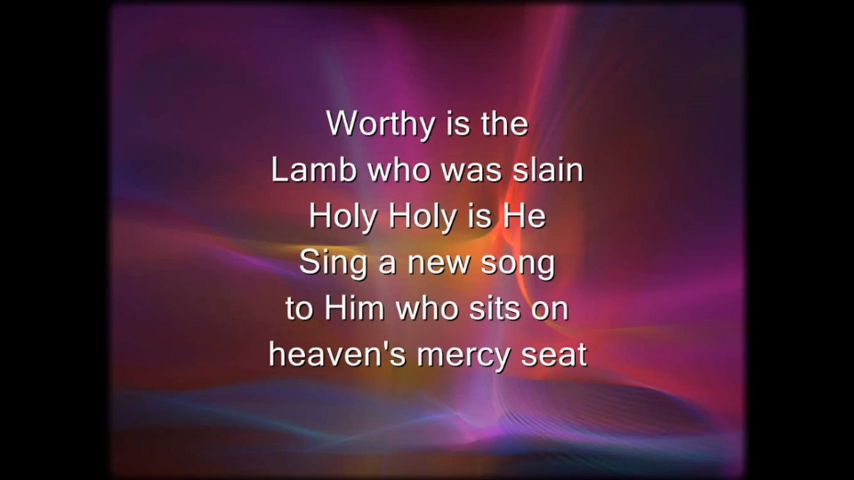 Worthy is the
Lamb who was slain
Holy Holy is He
Sing a new song
to Him who sits on
heaven's mercy seat